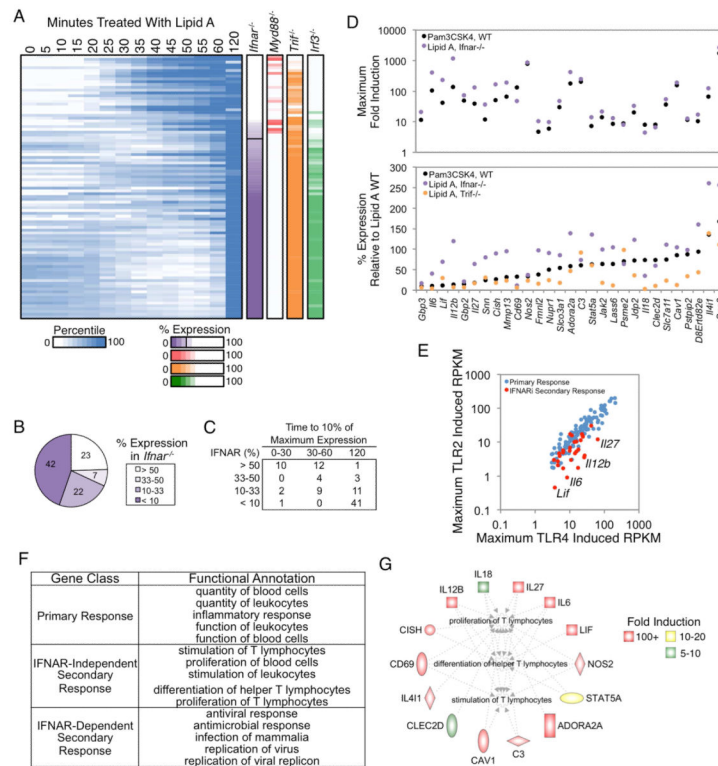 A
Minutes Treated With Lipid A
0 5 10 15 20 25 30 35 40 45 50 55 60 120
Ifnar-/-
Myd88-/-
Trif-/-
Irf3-/-
Percentile
0 100
% Expression
0 100
0 100
0 100
0 100
B
42
23
7
22
% Expression
in Ifnar-/-
> 50
33-50
10-33
< 10
C
Time to 10% of
Maximum Expression
IFNAR (%) 0-30 30-60 120
> 50 10 12 1
33-50 0 4 3
10-33 2 9 11
< 10 1 0 41
D
Maximum
Fold Induction
10000
1000
100
10
1
Pam3CSK4, WT
Lipid A, Ifnar-/-
% Expression
Relative to Lipid A WT
300
250
200
150
100
50
0
Pam3CSK4, WT
Lipid A, Ifnar-/-
Lipid A, Trif-/-
Gbp3
Il6
Lif
Il12b
Gbp2
Il27
Snn
Cish
Mmp13
Cd69
Nos2
Fmnl2
Nupr1
Slco3a1
Adora2a
C3
Stat5a
Jak2
Lass6
Psme2
Jdp2
Il18
Clec2d
Slc7a11
Cav1
Pstpip2
D8Ertd82e
Il4i1
E
Maximum TLR2 Induced RPKM
1000
100
10
1
0.1
Primary Response
IFNARi Secondary Response
Il27
Il12b
Il6
Lif
0.1 1 10 100 1000
Maximum TLR4 Induced RPKM
F
Gene Class Functional Annotation
Primary Response
quantity of blood cells
quantity of leukocytes
inflammatory response
function of leukocytes
function of blood cells
IFNAR-Independent
Secondary
Response
stimulation of T lymphocytes
proliferation of blood cells
stimulation of leukocytes
differentiation of helper T lymphocytes
proliferation of T lymphocytes
IFNAR-Dependent
Secondary
Response
antiviral response
antimicrobial response
infection of mammalia
replication of virus
replication of viral replicon
G
IL18
IL12B
IL27
IL6
CISH
LIF
CD69
NOS2
IL4I1
STAT5A
CLEC2D
ADORA2A
CAV1
C3
proliferation of T lymphocytes
differentiation of helper T lymphocytes
stimulation of T lymphocytes
Fold Induction
100+
10-20
5-10